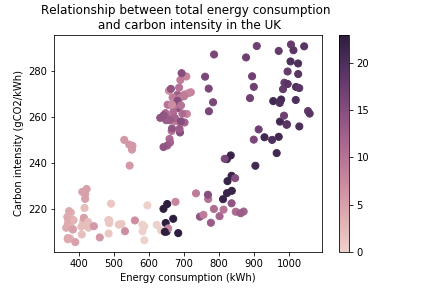 Relationship between total energy consumption
and carbon intensity in the UK
Carbon intensity (gCO2/kWh)
280
260
240
220
400 500 600 700 800 900 1000
Energy consumption (kWh)
20
15
10
5
0